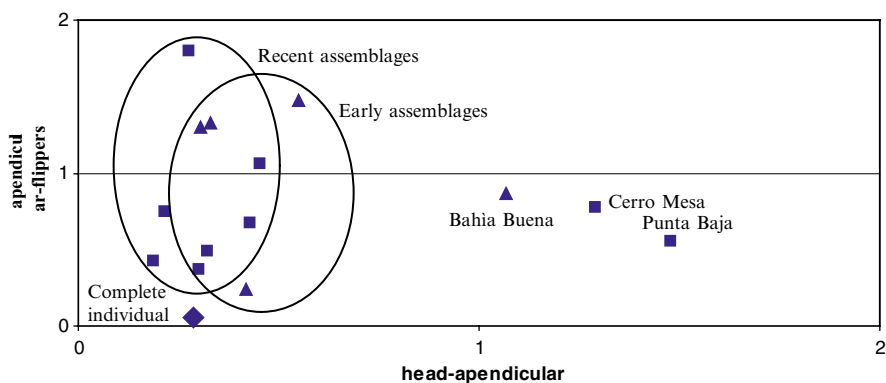 2
Recent assemblages
Early assemblages
apendicul
ar-flippers
1
Cerro Mesa
Bahìa Buena
Punta Baja
Complete
individual
0
0
1
2
head-apendicular